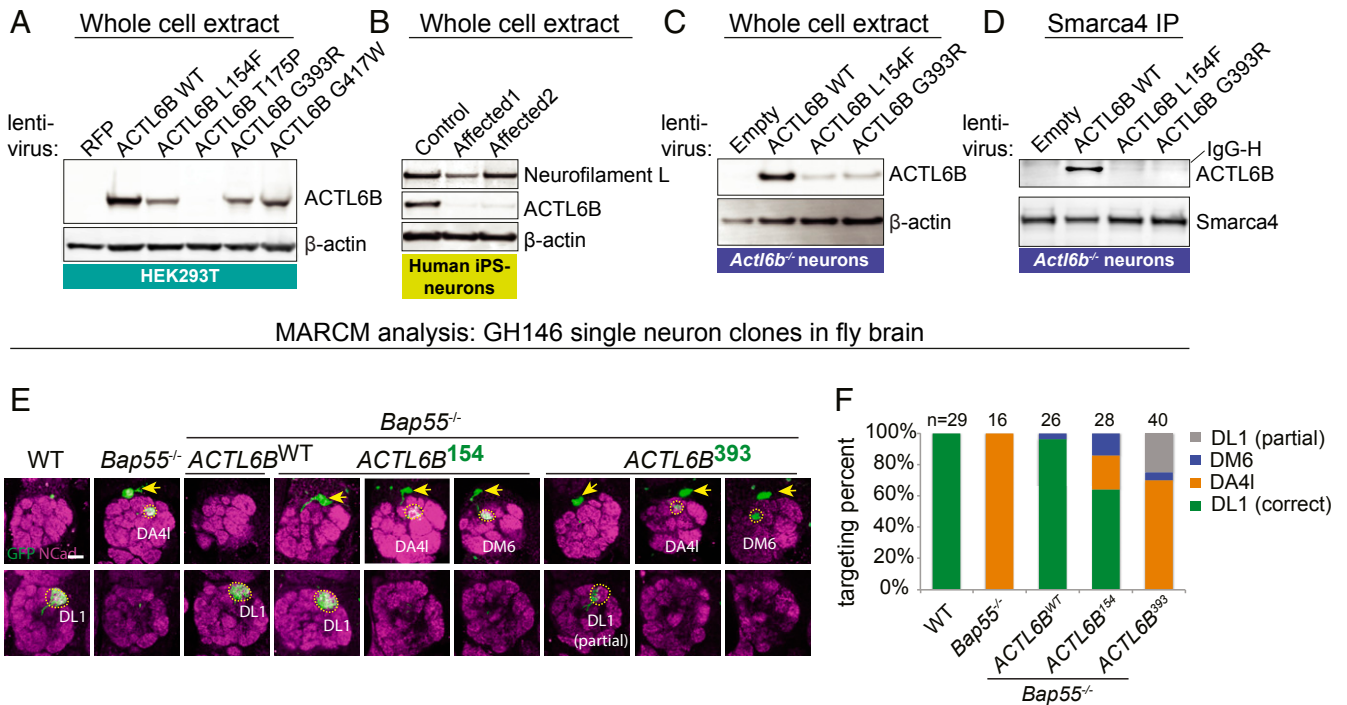 A Whole cell extract
lenti-
virus:
RFP
ACTL6B WT
ACTL6B L154F
ACTL6B T175P
ACTL6B G393R
ACTL6B G417W
ACTL6B
β-actin
HEK293T
B Whole cell extract
Control
Affected1
Affected2
Neurofilament L
ACTL6B
β-actin
Human iPS-
neurons
C Whole cell extract
lenti-
virus:
Empty
ACTL6B WT
ACTL6B L154F
ACTL6B G393R
ACTL6B
β-actin
Actl6b-/- neurons
D Smarca4 IP
lenti-
virus:
Empty
ACTL6B WT
ACTL6B L154F
ACTL6B G393R
IgG-H
ACTL6B
Smarca4
Actl6b-/- neurons
MARCM analysis: GH146 single neuron clones in fly brain
E
Bap55-/-
WT Bap55-/- ACTL6BWT ACTL6B154 ACTL6B393
GFP NCad
DA4l
DA4l
DM6
DA4l
DM6
DL1
DL1
DL1
DL1
(partial)
F
n=29 16 26 28 40
targeting percent
100%
80%
60%
40%
20%
0%
DL1 (partial)
DM6
DA4l
DL1 (correct)
WT
Bap55-/-
ACTL6BWT
ACTL6B154
ACTL6B393
Bap55-/-